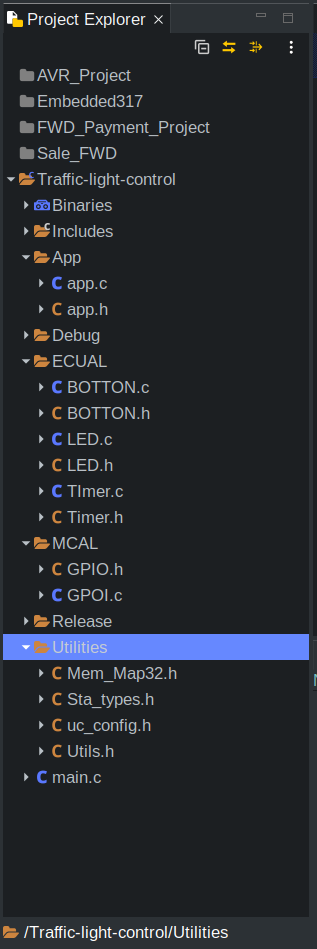 Project Explorer
AVR_Project
Embedded317
FWD_Payment_Project
Sale_FWD
Traffic-light-control
Binaries
Includes
App
app.c
app.h
Debug
ECUAL
BOTTON.c
BOTTON.h
LED.c
LED.h
TImer.c
Timer.h
MCAL
GPIO.h
GPOI.c
Release
Utilities
Mem_Map32.h
Sta_types.h
uc_config.h
Utils.h
main.c
/Traffic-light-control/Utilities